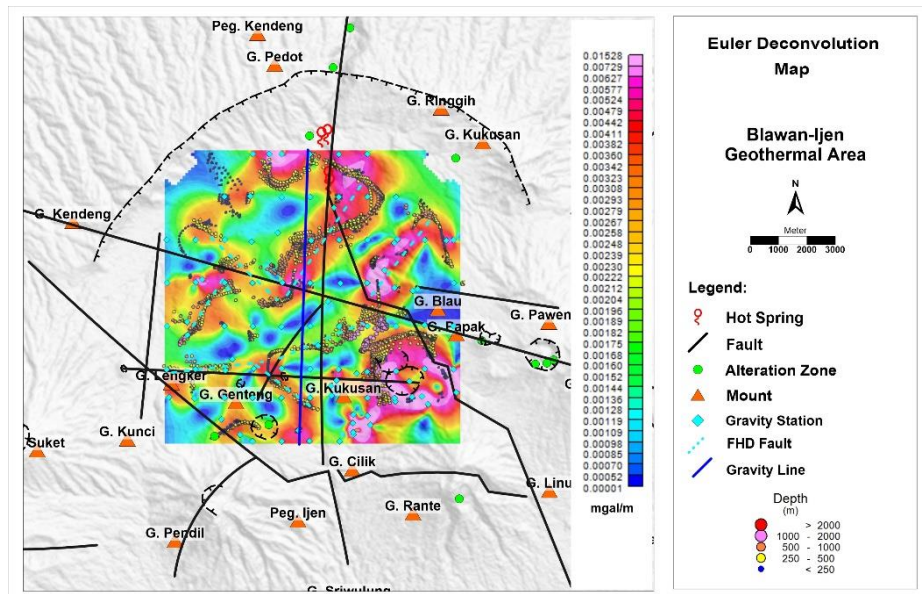 Peg. Kendeng
G. Pedot
G. Ringgih
G. Kukusan
G. Kendeng
G. Blau
G. Papak
G. Pawen
G. Lengker
G. Genteng
G. Kukusan
G. Kunci
Suket
G. Cilik
G. Linu
G. Rante
Peg. Ijen
G. Pendil
G. Sriwulung
0.01528
0.00729
0.00627
0.00577
0.00524
0.00479
0.00442
0.00411
0.00382
0.00360
0.00342
0.00323
0.00308
0.00293
0.00279
0.00267
0.00257
0.00248
0.00239
0.00230
0.00222
0.00212
0.00204
0.00196
0.00187
0.00182
0.00175
0.00168
0.00160
0.00152
0.00144
0.00136
0.00128
0.00119
0.00109
0.00098
0.00085
0.00070
0.00052
0.00001
mgal/m
Euler Deconvolution
Map
Blawan-Ijen
Geothermal Area
N
Meter
0 1000 2000 3000
Legend:
Hot Spring
Fault
Alteration Zone
Mount
Gravity Station
FHD Fault
Gravity Line
Depth
(m)
> 2000
1000 - 2000
500 - 1000
250 - 500
< 250